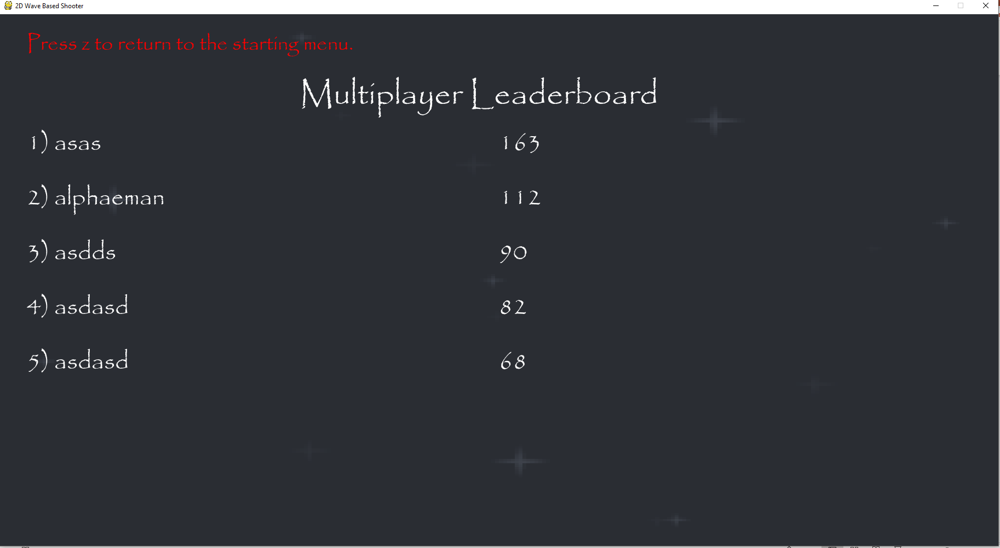 2D Wave Based Shooter
Press z to return to the starting menu.
Multiplayer Leaderboard
1) asas 163
2) alphaeman 112
3) asdds 90
4) asdasd 82
5) asdasd 68